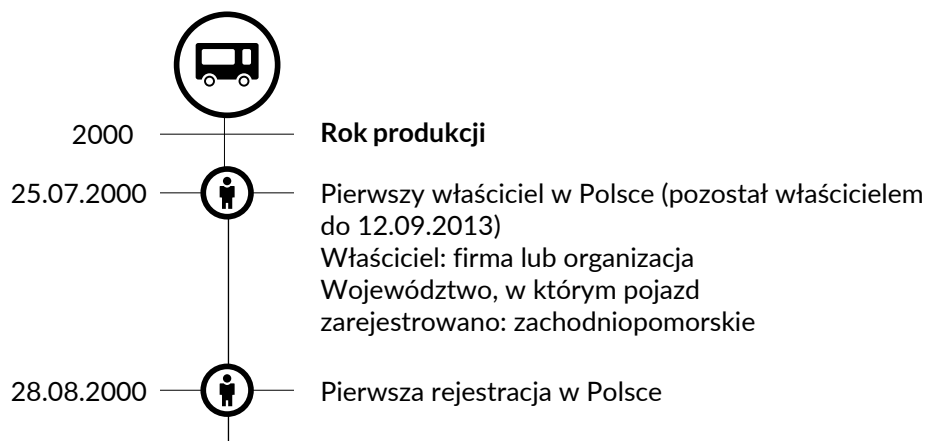 2000 Rok produkcji
25.07.2000 Pierwszy właściciel w Polsce (pozostał właścicielem
do 12.09.2013)
Właściciel: firma lub organizacja
Województwo, w którym pojazd
zarejestrowano: zachodniopomorskie
28.08.2000 Pierwsza rejestracja w Polsce